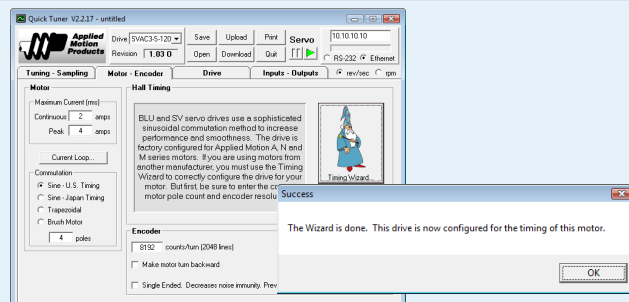 Quick Tuner V2.2.17 - untitled
Applied Motion Products
Drive SVAC3-S-120
Revision 1.03 0
Save Upload Print Servo
Open Download Quit
10.10.10.10
RS-232 Ethernet
Tuning - Sampling Motor - Encoder Drive Inputs - Outputs rev/sec rpm
Motor
Maximum Current (rms)
Continuous 2 amps
Peak 4 amps
Current Loop...
Commutation
Sine - U.S. Timing
Sine - Japan Timing
Trapezoidal
Brush Motor
4 poles
Hall Timing
BLU and SV servo drives use a sophisticated
sinusoidal commutation method to increase
performance and smoothness. The drive is
factory configured for Applied Motion A, N and
M series motors. If you are using motors from
another manufacturer, you must use the Timing
Wizard to correctly configure the drive for your
motor. But first, be sure to enter the
motor pole count and encoder
Timing Wizard...
Encoder
8192 counts/turn (2048 lines)
Make motor turn backward
Single Ended. Decreases noise immunity.
Success
The Wizard is done. This drive is now configured for the timing of this motor.
OK